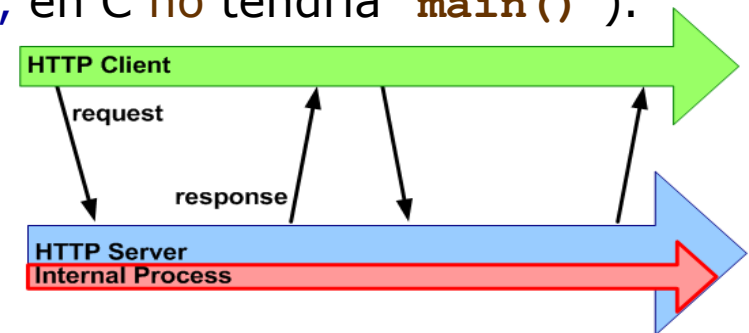 , en C no tendría "main()").
HTTP Client
request
response
HTTP Server
Internal Process